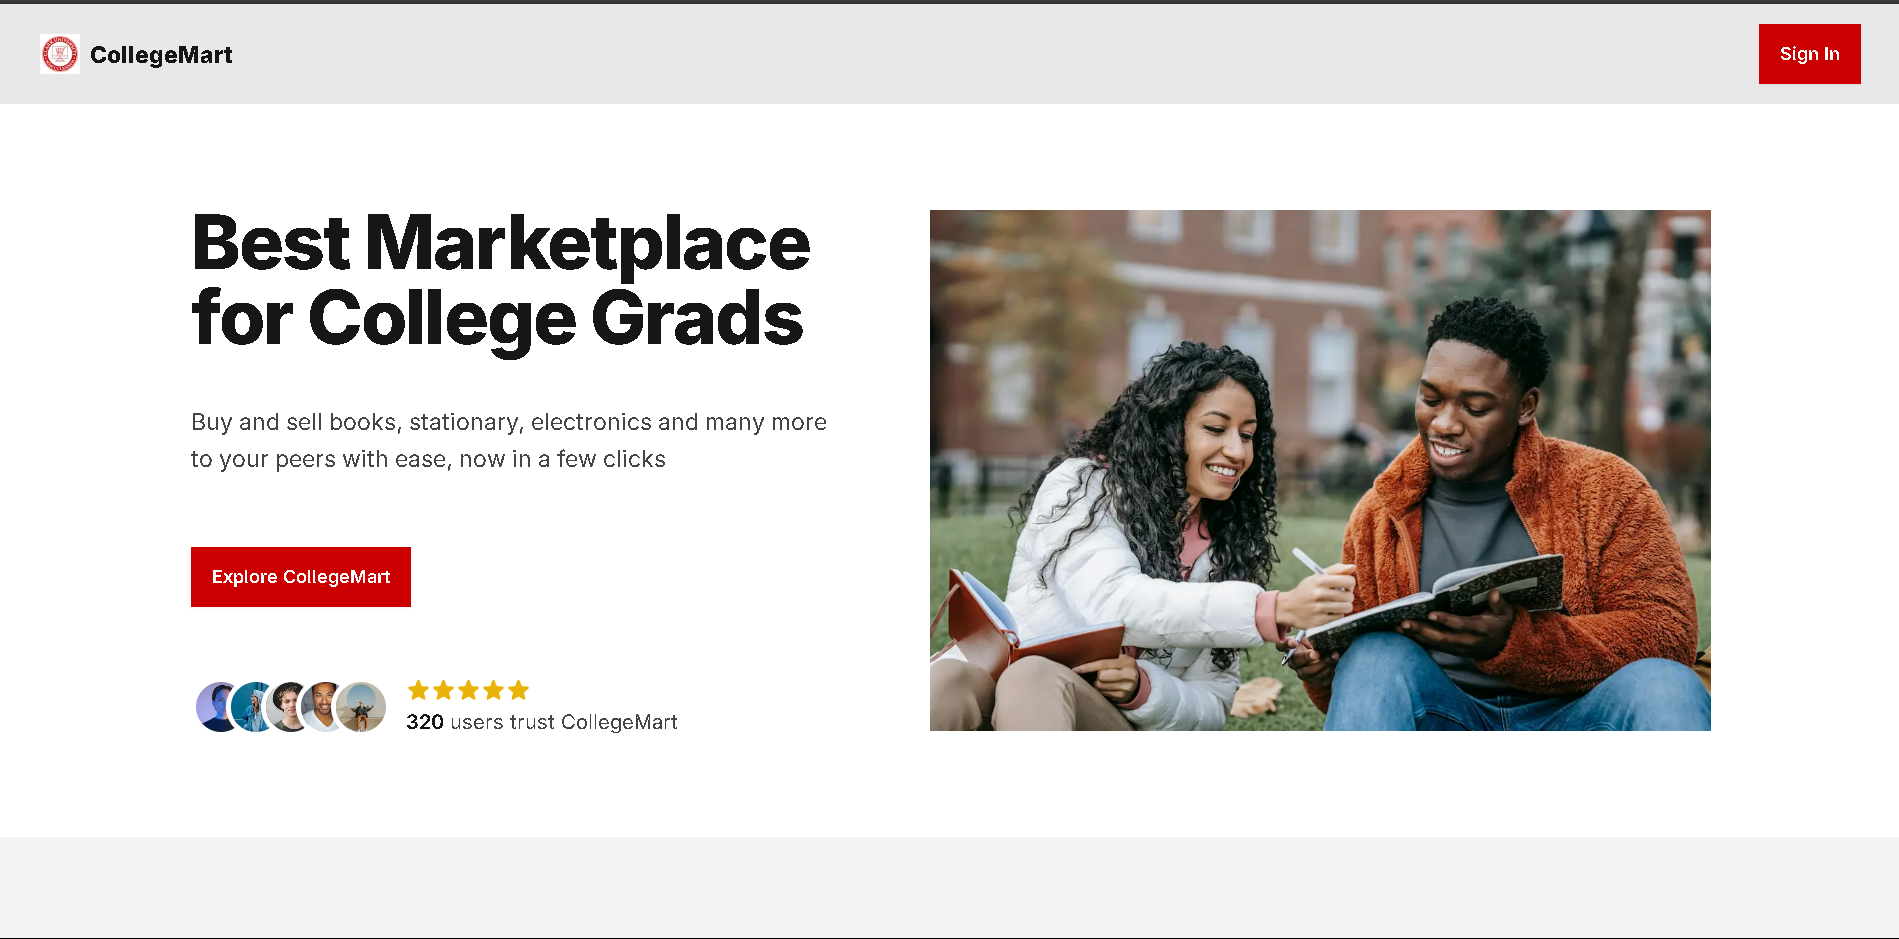 CollegeMart
Sign In
Best Marketplace
for College Grads
Buy and sell books, stationary, electronics and many more
to your peers with ease, now in a few clicks
Explore CollegeMart
320 users trust CollegeMart